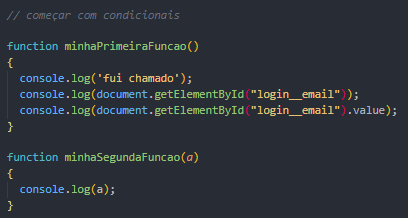 // começar com condicionais
function minhaPrimeiraFuncao()
{
console.log('fui chamado');
console.log(document.getElementById("login__email"));
console.log(document.getElementById("login__email").value);
}
function minhaSegundaFuncao(a)
{
console.log(a);
}